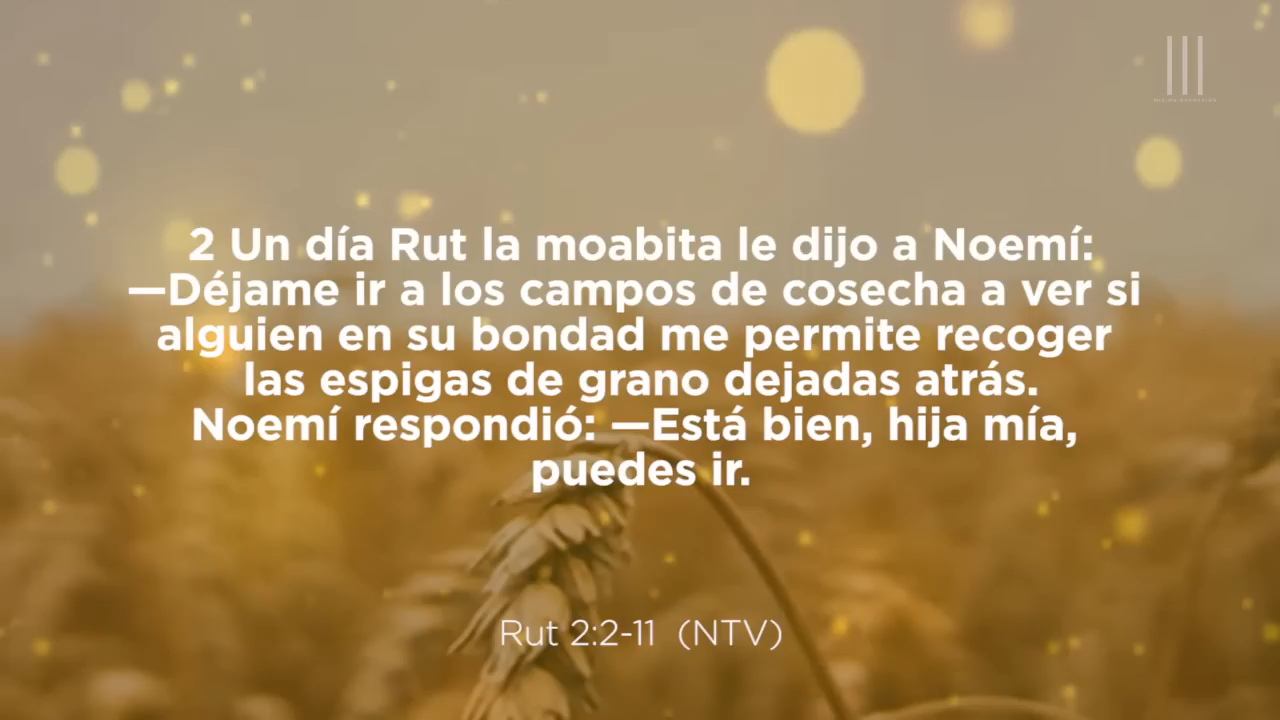 2 Un día Rut la moabita le dijo a Noemí:
—Déjame ir a los campos de cosecha a ver si
alguien en su bondad me permite recoger
las espigas de grano dejadas atrás.
Noemí respondió: —Está bien, hija mía,
puedes ir.
Rut 2:2-11 (NTV)